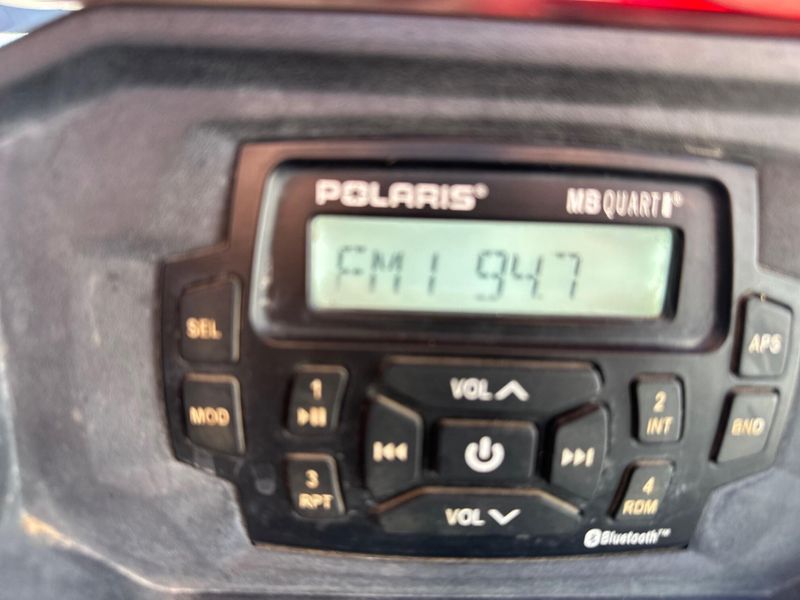 POLARIS®
MB QUART®
FM1 94.7
SEL
APS
1
VOL
2
INT
MOD
BND
3
RPT
VOL
4
RDM
Bluetooth™